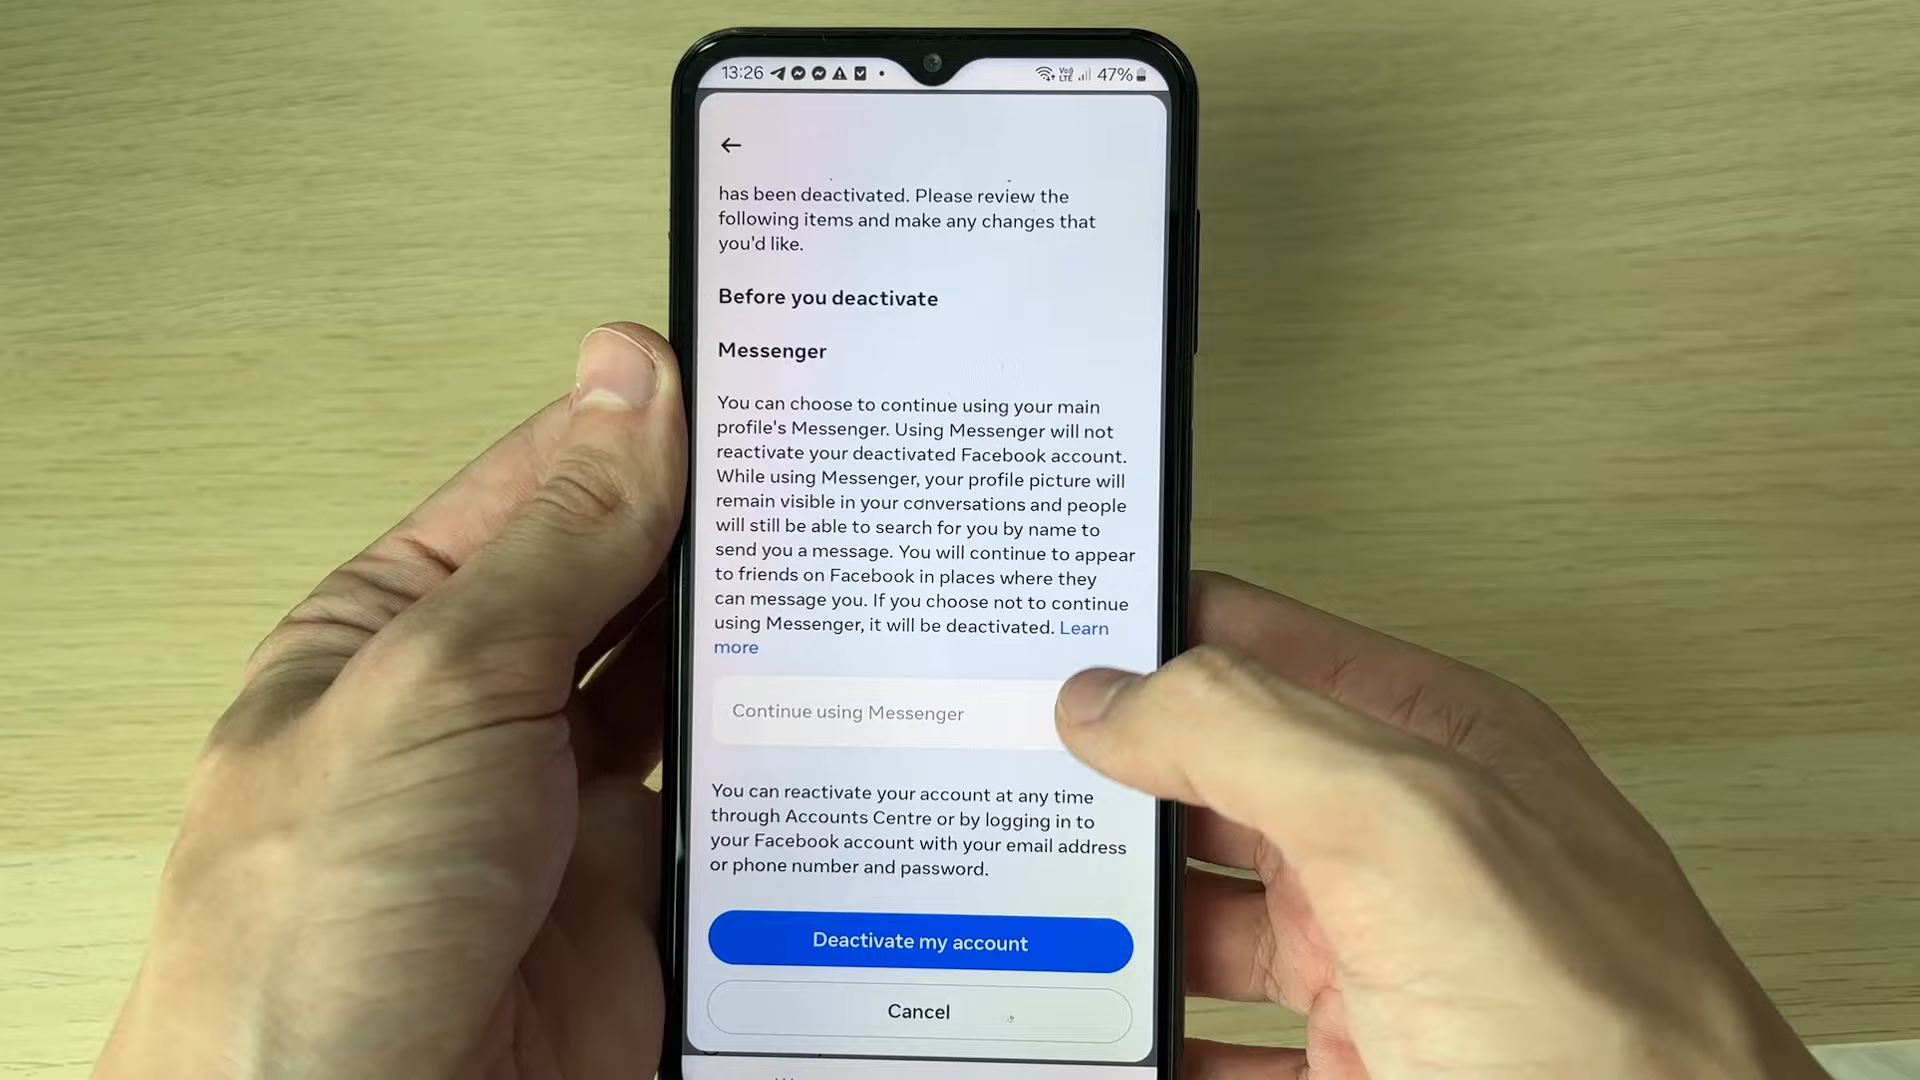 13:26
Vo))
LTE
47%
has been deactivated. Please review the
following items and make any changes that
you'd like.
Before you deactivate
Messenger
You can choose to continue using your main
profile's Messenger. Using Messenger will not
reactivate your deactivated Facebook account.
While using Messenger, your profile picture will
remain visible in your conversations and people
will still be able to search for you by name to
send you a message. You will continue to appear
to friends on Facebook in places where they
can message you. If you choose not to continue
using Messenger, it will be deactivated. Learn
more
Continue using Messenger
You can reactivate your account at any time
through Accounts Centre or by logging in to
your Facebook account with your email address
or phone number and password.
Deactivate my account
Cancel